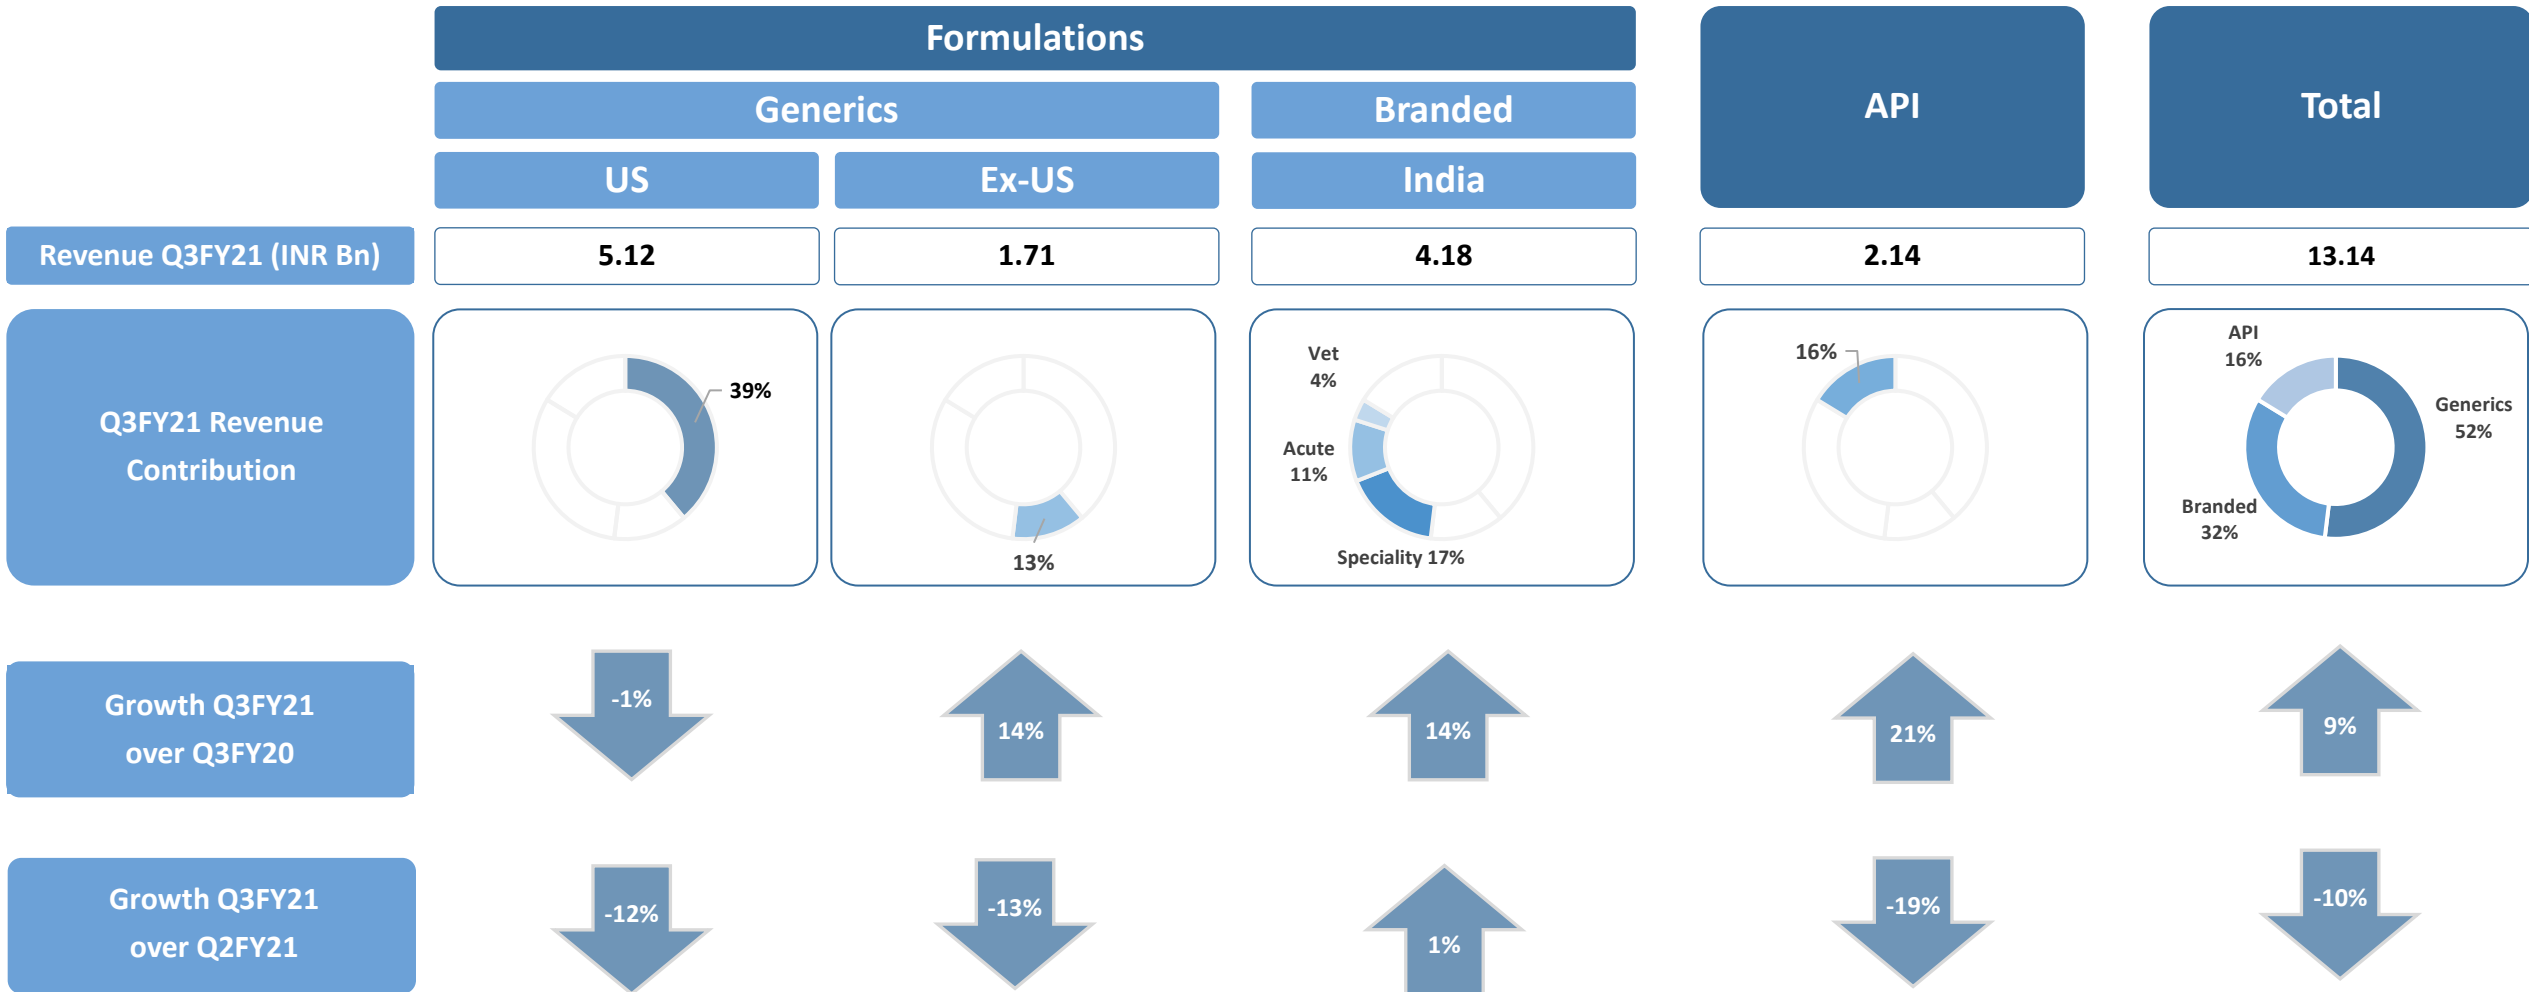 Formulations
Generics
Branded
API
Total
US
Ex-US
India
Revenue Q3FY21 (INR Bn)
5.12
1.71
4.18
2.14
13.14
Q3FY21 Revenue
Contribution
39%
13%
Vet
4%
Acute
11%
Speciality 17%
16%
API
16%
Generics
52%
Branded
32%
Growth Q3FY21
over Q3FY20
-1%
14%
14%
21%
9%
Growth Q3FY21
over Q2FY21
-12%
-13%
1%
-19%
-10%